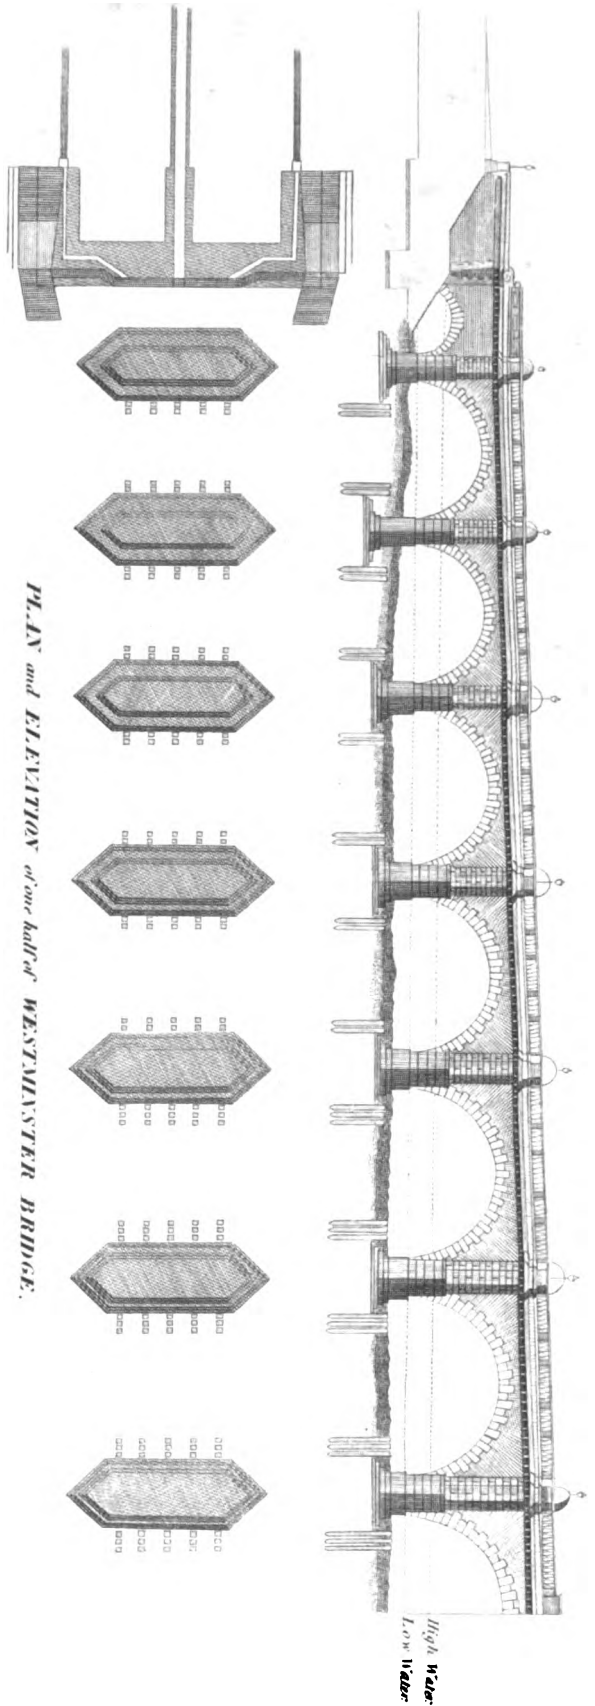 PLAN and ELEVATION of one half of WESTMINSTER BRIDGE.
High Water
Low Water